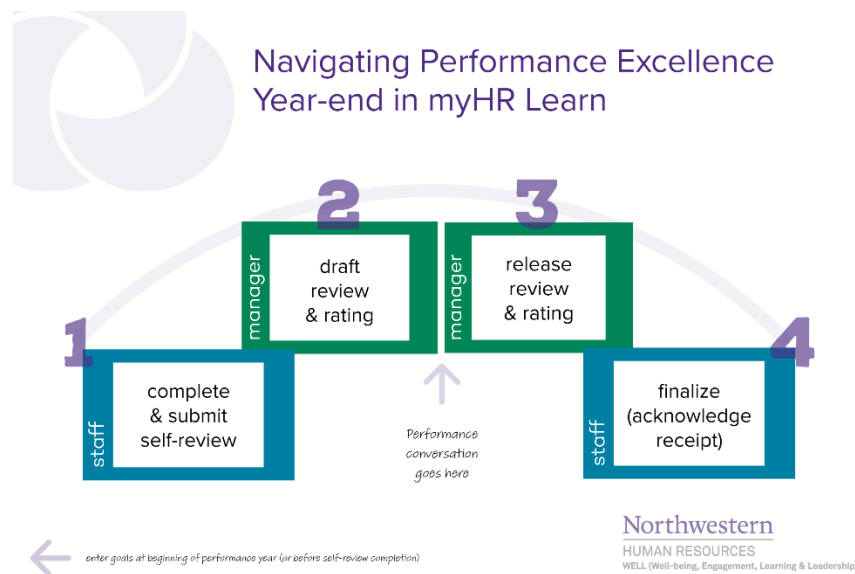 Navigating Performance Excellence
Year-end in myHR Learn
1
staff
complete
& submit
self-review
2
manager
draft
review
& rating
Performance
conversation
goes here
3
manager
release
review
& rating
4
staff
finalize
(acknowledge
receipt)
enter goals at beginning of performance year (or before self-review completion)
Northwestern
HUMAN RESOURCES
WELL (Well-being, Engagement, Learning & Leadership